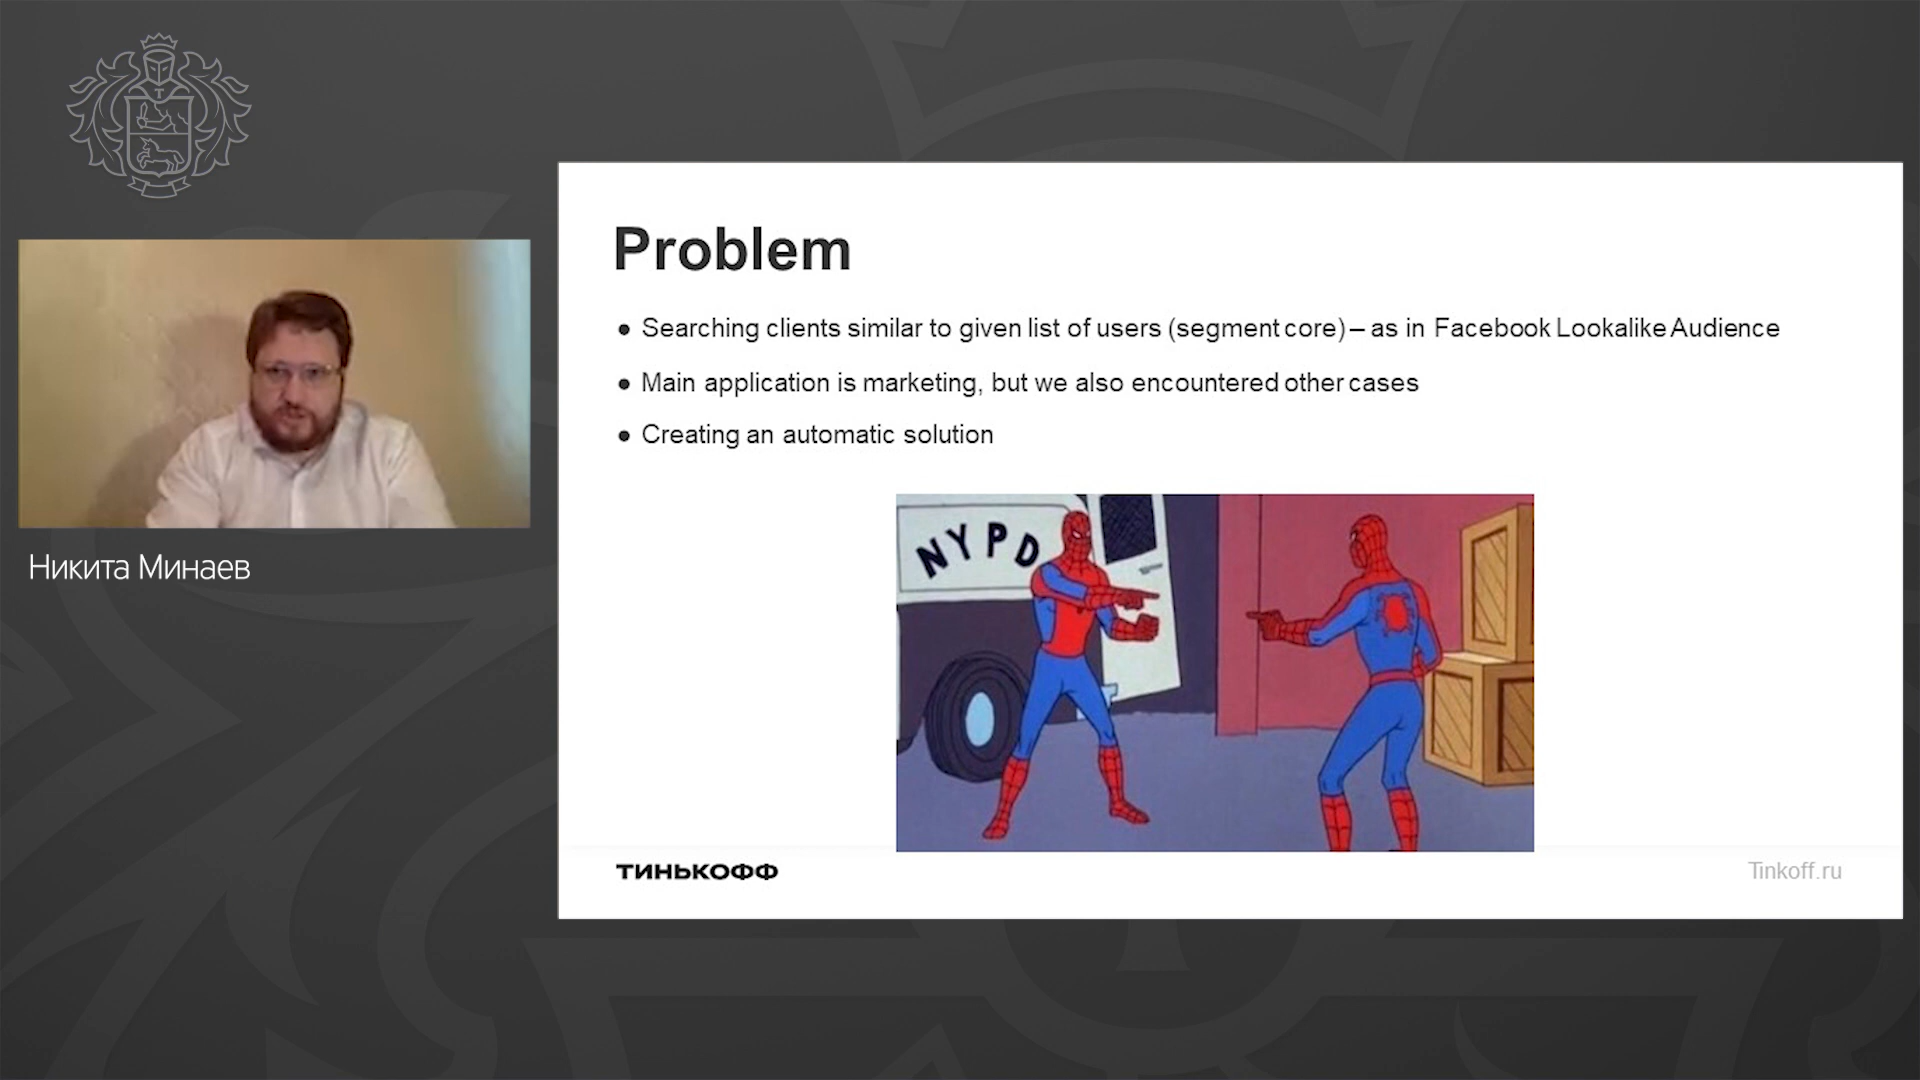 Никита Минаев
Problem
● Searching clients similar to given list of users (segment core) – as in Facebook Lookalike Audience
● Main application is marketing, but we also encountered other cases
● Creating an automatic solution
NYPD
ТИНЬКОФФ
Tinkoff.ru